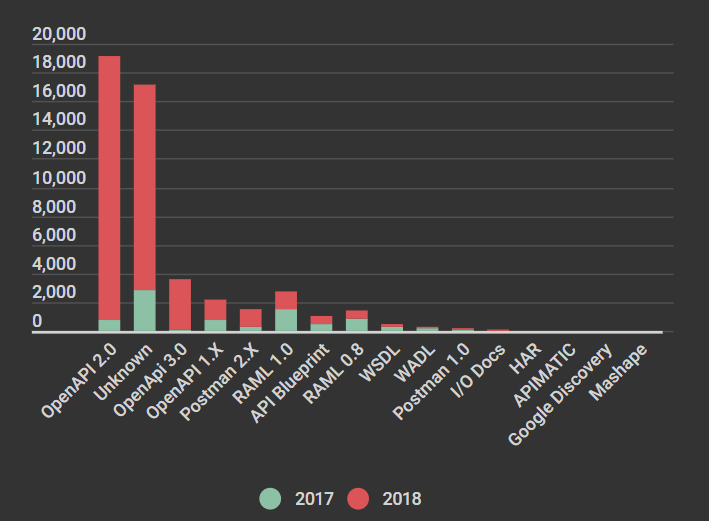 20,000
18,000
16,000
14,000
12,000
10,000
8,000
6,000
4,000
2,000
0
OpenAPI 2.0
Unknown
OpenApi 3.0
OpenAPI 1.X
Postman 2.X
RAML 1.0
API Blueprint
RAML 0.8
WSDL
WADL
Postman 1.0
I/O Docs
HAR
APIMATIC
Google Discovery
Mashape
2017 2018